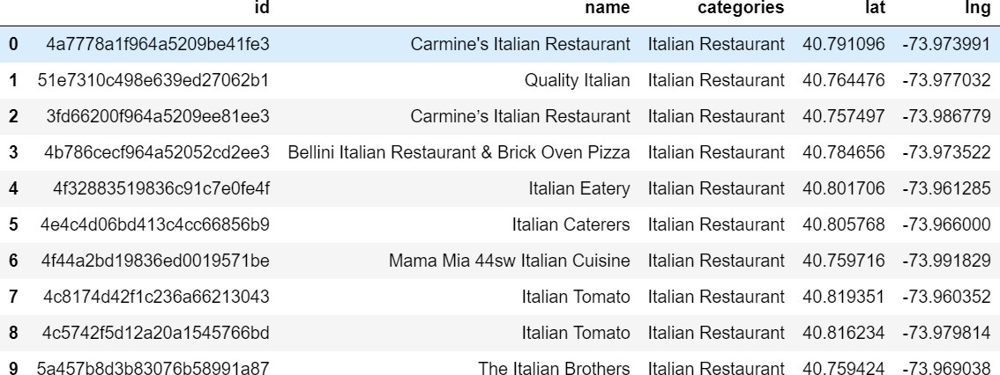 id name categories lat lng
0 4a7778a1f964a5209be41fe3 Carmine's Italian Restaurant Italian Restaurant 40.791096 -73.973991
1 51e7310c498e639ed27062b1 Quality Italian Italian Restaurant 40.764476 -73.977032
2 3fd66200f964a5209ee81ee3 Carmine’s Italian Restaurant Italian Restaurant 40.757497 -73.986779
3 4b786cecf964a52052cd2ee3 Bellini Italian Restaurant & Brick Oven Pizza Italian Restaurant 40.784656 -73.973522
4 4f32883519836c91c7e0fe4f Italian Eatery Italian Restaurant 40.801706 -73.961285
5 4e4c4d06bd413c4cc66856b9 Italian Caterers Italian Restaurant 40.805768 -73.966000
6 4f44a2bd19836ed0019571be Mama Mia 44sw Italian Cuisine Italian Restaurant 40.759716 -73.991829
7 4c8174d42f1c236a66213043 Italian Tomato Italian Restaurant 40.819351 -73.960352
8 4c5742f5d12a20a1545766bd Italian Tomato Italian Restaurant 40.816234 -73.979814
9 5a457b8d3b83076b58991a87 The Italian Brothers Italian Restaurant 40.759424 -73.969038